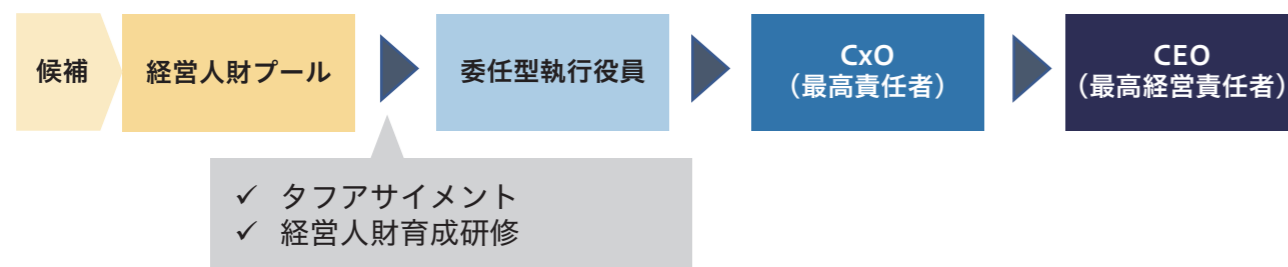 候補
経営人財プール
委任型執行役員
CxO
（最高責任者）
CEO
（最高経営責任者）
✓ タフアサイメント
✓ 経営人財育成研修